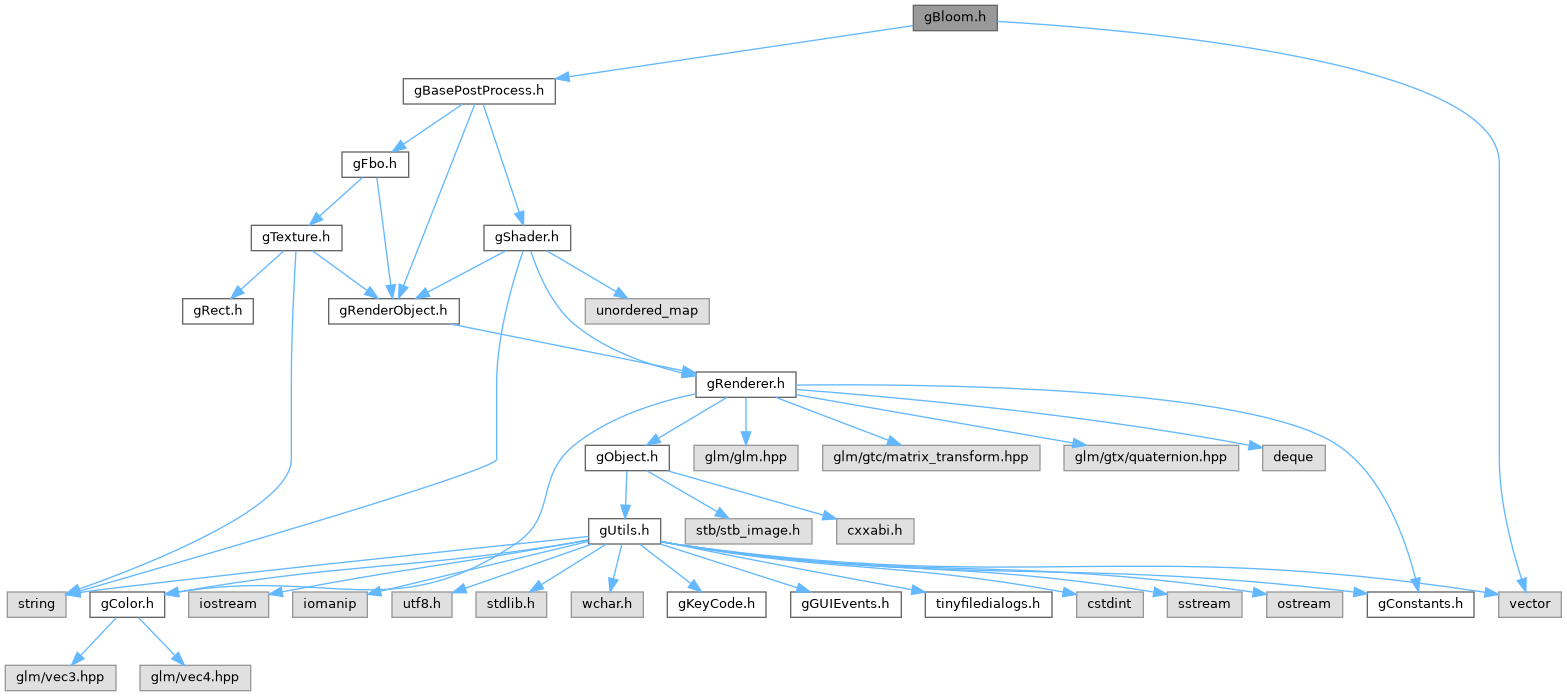 gBloom.h
gBasePostProcess.h
gFbo.h
gTexture.h
gShader.h
gRect.h
gRenderObject.h
unordered_map
gRenderer.h
gObject.h
glm/glm.hpp
glm/gtc/matrix_transform.hpp
glm/gtx/quaternion.hpp
deque
gUtils.h
stb/stb_image.h
cxxabi.h
string
gColor.h
iostream
iomanip
utf8.h
stdlib.h
wchar.h
gKeyCode.h
gGUIEvents.h
tinyfiledialogs.h
cstdint
sstream
ostream
gConstants.h
vector
glm/vec3.hpp
glm/vec4.hpp